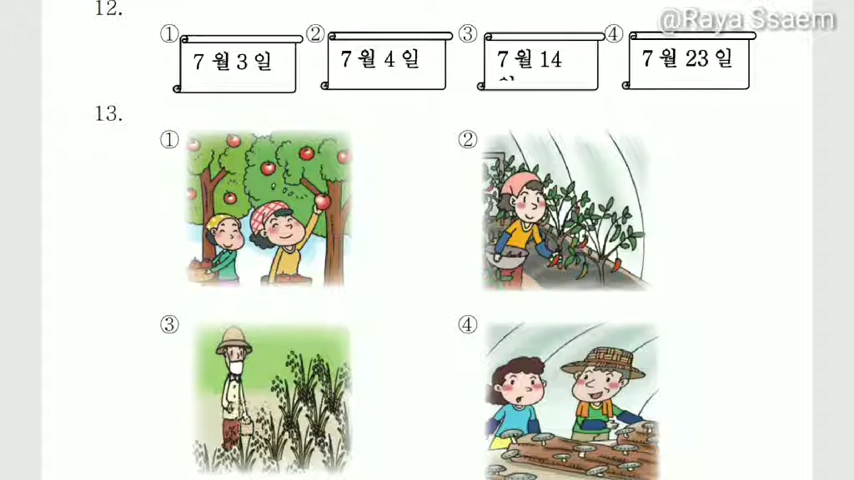 @Raya Ssaem
12.
① 7 월 3 일
② 7 월 4 일
③ 7 월 14
④ 7 월 23 일
13.
①
②
③
④